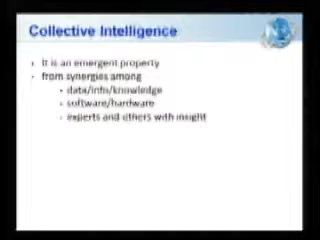 Collective Intelligence
It is an emergent property
from synergies among
data/info/knowledge
software/hardware
experts and others with insight